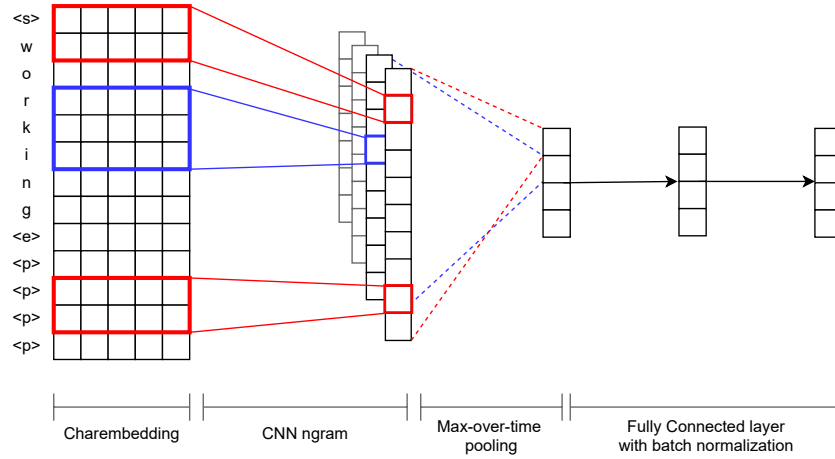 <s>
w
o
r
k
i
n
g
<e>
<p>
<p>
<p>
<p>
Charembedding
CNN ngram
Max-over-time
pooling
Fully Connected layer
with batch normalization